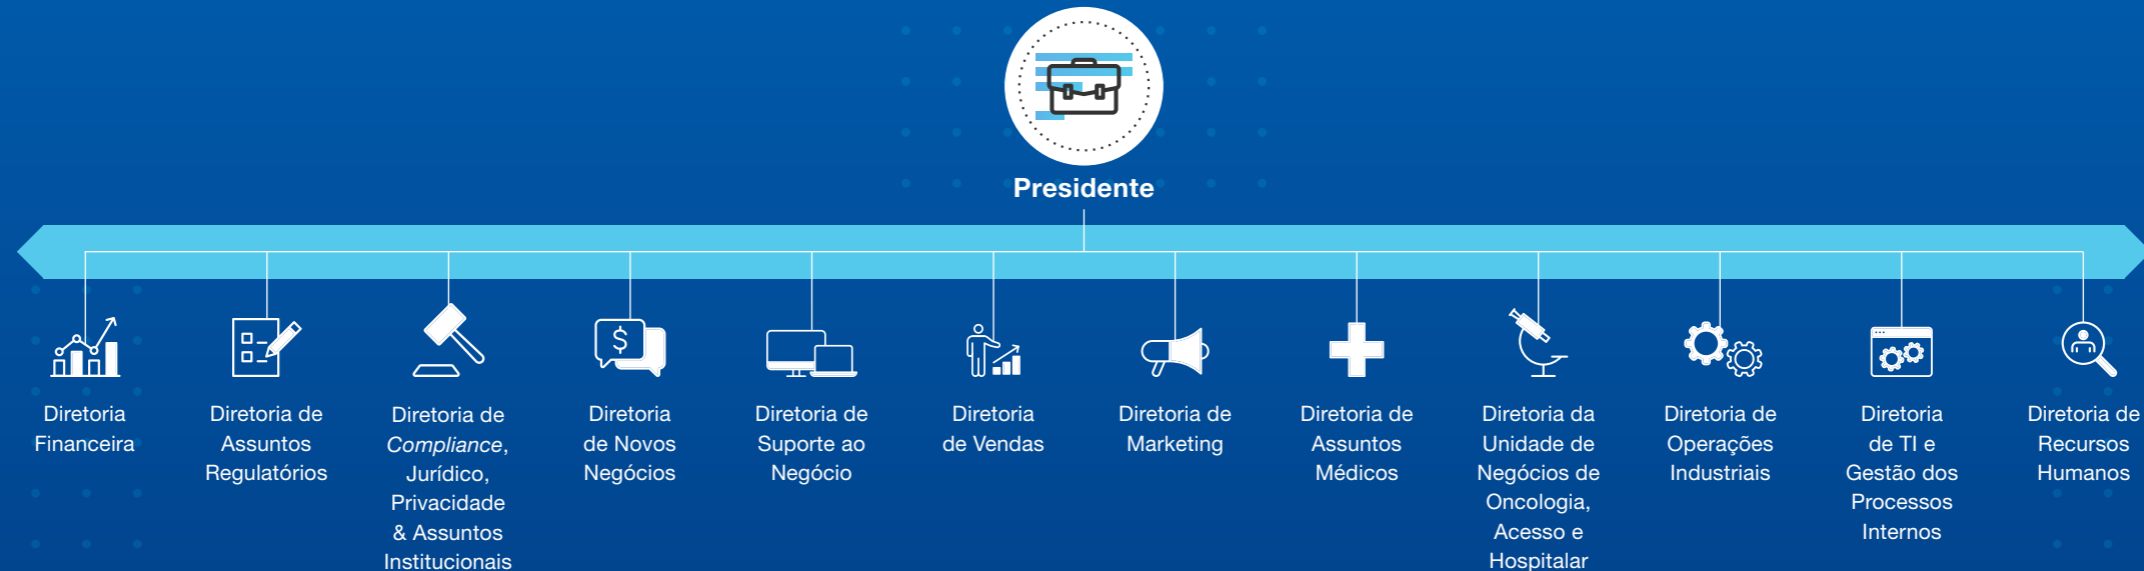 Presidente
Diretoria
Financeira
Diretoria de
Assuntos
Regulatórios
Diretoria de
Compliance,
Jurídico,
Privacidade
& Assuntos
Institucionais
$
Diretoria
de Novos
Negócios
Diretoria de
Suporte ao
Negócio
Diretoria
de Vendas
Diretoria de
Marketing
Diretoria de
Assuntos
Médicos
Diretoria da
Unidade de
Negócios de
Oncologia,
Acesso e
Hospitalar
Diretoria de
Operações
Industriais
Diretoria
de TI e
Gestão dos
Processos
Internos
Diretoria de
Recursos
Humanos